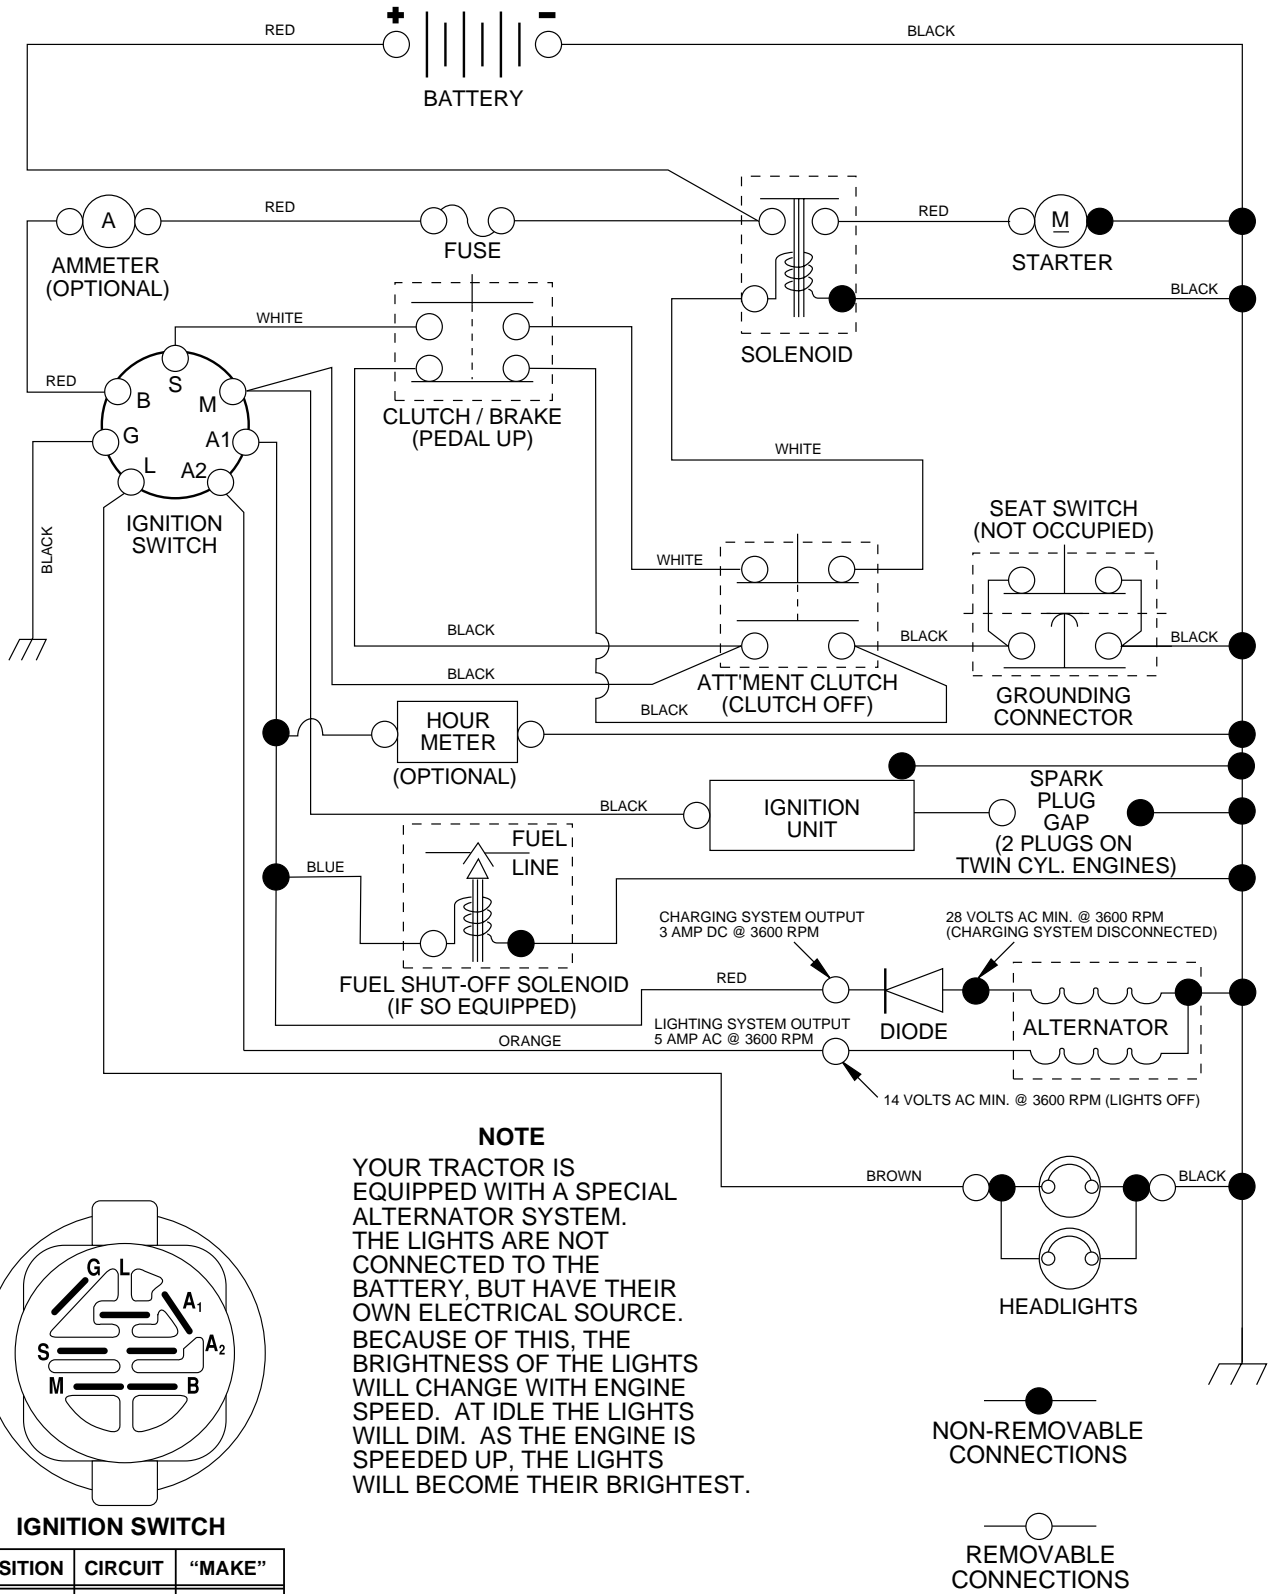 + −
RED
BLACK
BATTERY
A
RED
RED
M
FUSE
AMMETER
(OPTIONAL)
STARTER
BLACK
WHITE
SOLENOID
RED
S
B
M
CLUTCH / BRAKE
(PEDAL UP)
G
A1
L
A2
WHITE
IGNITION
SWITCH
BLACK
SEAT SWITCH
(NOT OCCUPIED)
WHITE
BLACK
BLACK
BLACK
BLACK
ATT'MENT CLUTCH
(CLUTCH OFF)
GROUNDING
CONNECTOR
BLACK
HOUR
METER
(OPTIONAL)
BLACK
IGNITION
UNIT
SPARK
PLUG
GAP
(2 PLUGS ON
TWIN CYL. ENGINES)
FUEL
LINE
BLUE
FUEL SHUT-OFF SOLENOID
(IF SO EQUIPPED)
CHARGING SYSTEM OUTPUT
3 AMP DC @ 3600 RPM
28 VOLTS AC MIN. @ 3600 RPM
(CHARGING SYSTEM DISCONNECTED)
RED
DIODE
ALTERNATOR
LIGHTING SYSTEM OUTPUT
5 AMP AC @ 3600 RPM
ORANGE
14 VOLTS AC MIN. @ 3600 RPM (LIGHTS OFF)
BROWN
BLACK
HEADLIGHTS
NOTE
YOUR TRACTOR IS
EQUIPPED WITH A SPECIAL
ALTERNATOR SYSTEM.
THE LIGHTS ARE NOT
CONNECTED TO THE
BATTERY, BUT HAVE THEIR
OWN ELECTRICAL SOURCE.
BECAUSE OF THIS, THE
BRIGHTNESS OF THE LIGHTS
WILL CHANGE WITH ENGINE
SPEED. AT IDLE THE LIGHTS
WILL DIM. AS THE ENGINE IS
SPEEDED UP, THE LIGHTS
WILL BECOME THEIR BRIGHTEST.
G L
A1
S
A2
M B
IGNITION SWITCH
SITION CIRCUIT “MAKE”
NON-REMOVABLE
CONNECTIONS
REMOVABLE
CONNECTIONS